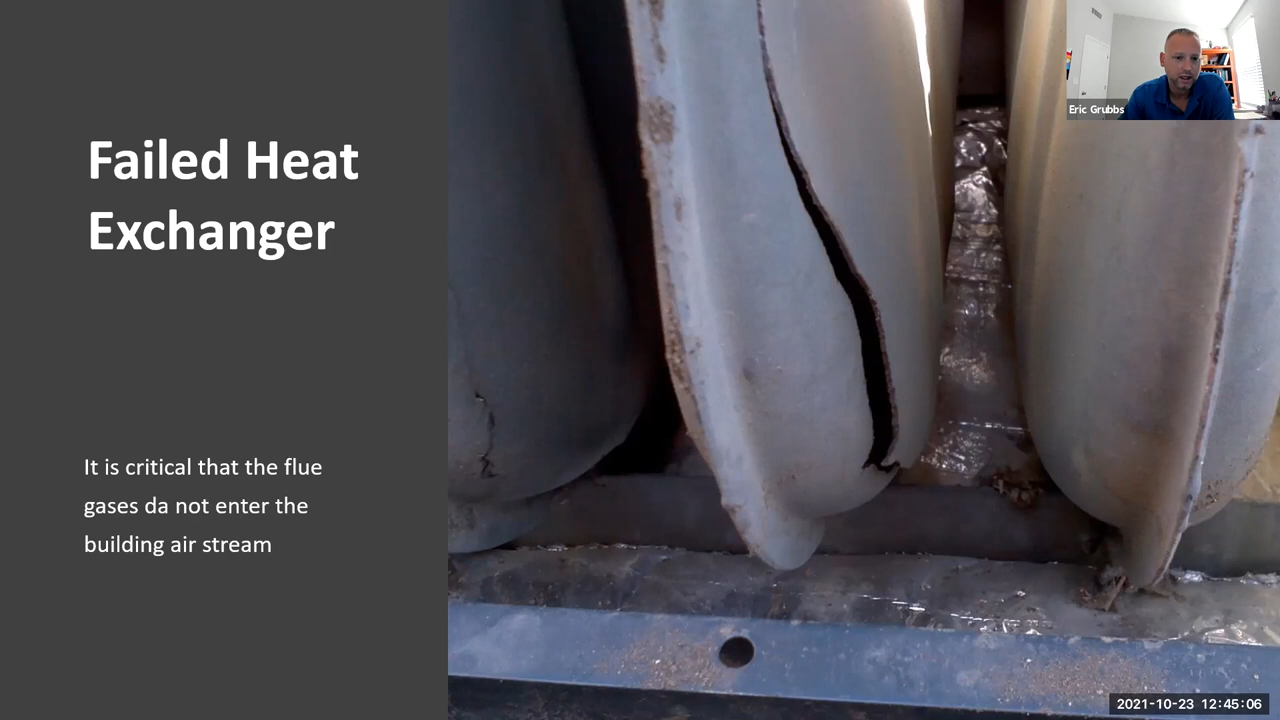 Failed Heat
Exchanger
It is critical that the flue
gases da not enter the
building air stream
Eric Grubbs
2021-10-23 12:45:06